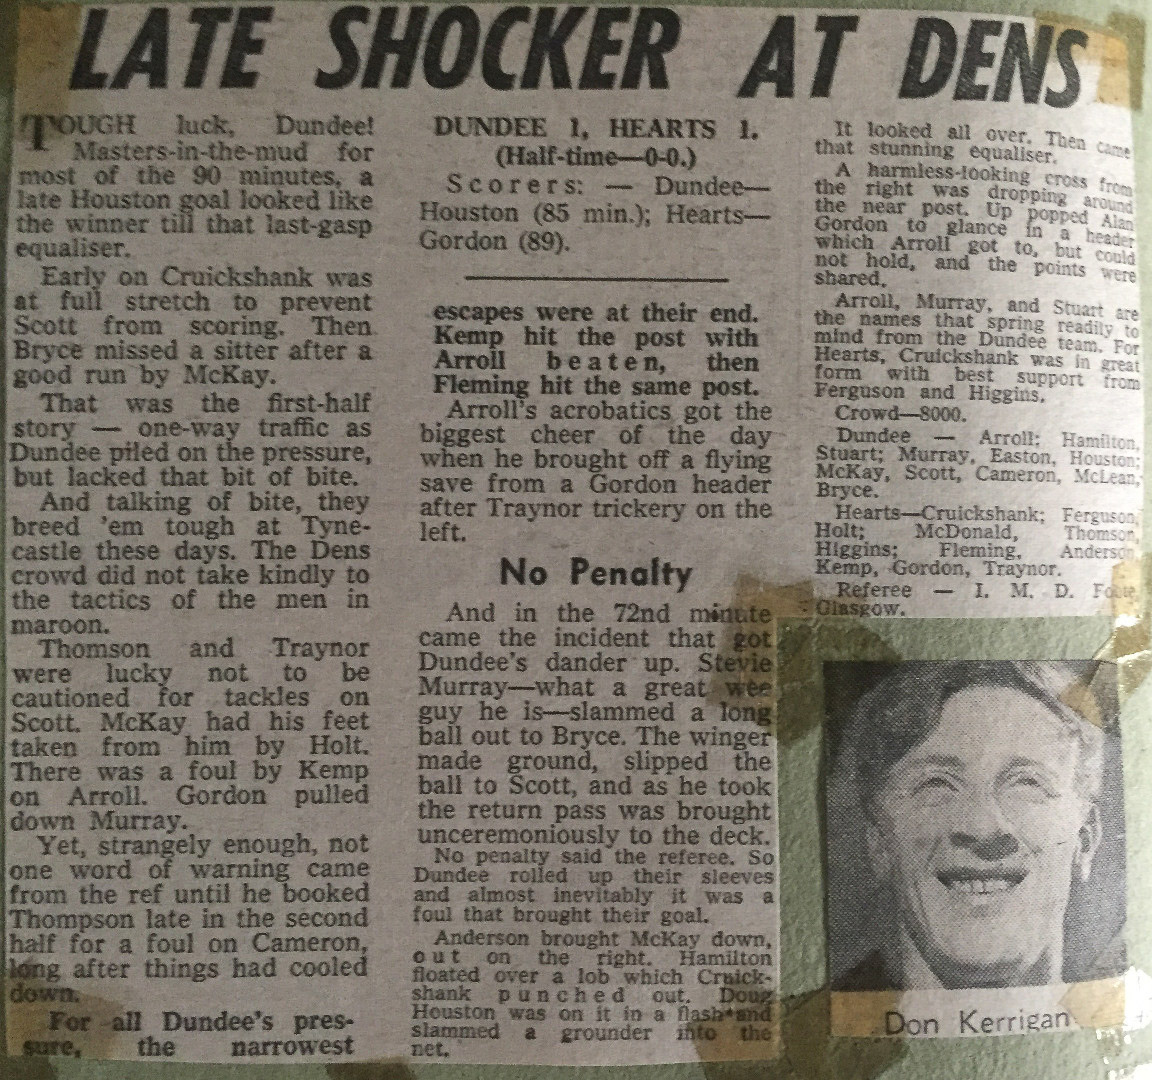 LATE SHOCKER AT DENS
TOUGH luck, Dundee!
Masters-in-the-mud for
most of the 90 minutes, a
late Houston goal looked like
the winner till that last-gasp
equaliser.
Early on Cruickshank was
at full stretch to prevent
Scott from scoring. Then
Bryce missed a sitter after a
good run by McKay.
That was the first-half
story — one-way traffic as
Dundee piled on the pressure,
but lacked that bit of bite.
And talking of bite, they
breed 'em tough at Tyne-
castle these days. The Dens
crowd did not take kindly to
the tactics of the men in
maroon.
Thomson and Traynor
were lucky not to be
cautioned for tackles on
Scott. McKay had his feet
taken from him by Holt.
There was a foul by Kemp
on Arroll. Gordon pulled
down Murray.
Yet, strangely enough, not
one word of warning came
from the ref until he booked
Thompson late in the second
half for a foul on Cameron,
long after things had cooled
down.
For all Dundee's pres-
sure, the narrowest
DUNDEE 1, HEARTS 1.
(Half-time—0-0.)
Scorers: — Dundee—
Houston (85 min.); Hearts—
Gordon (89).
escapes were at their end.
Kemp hit the post with
Arroll beaten, then
Fleming hit the same post.
Arroll's acrobatics got the
biggest cheer of the day
when he brought off a flying
save from a Gordon header
after Traynor trickery on the
left.
No Penalty
And in the 72nd minute
came the incident that got
Dundee's dander up. Stevie
Murray—what a great wee
guy he is—slammed a long
ball out to Bryce. The winger
made ground, slipped the
ball to Scott, and as he took
the return pass was brought
unceremoniously to the deck.
No penalty said the referee. So
Dundee rolled up their sleeves
and almost inevitably it was a
foul that brought their goal.
Anderson brought McKay down,
out on the right. Hamilton
floated over a lob which Cruick-
shank punched out. Doug
Houston was on it in a flash and
slammed a grounder into the
net.
It looked all over. Then came
that stunning equaliser.
A harmless-looking cross from
the right was dropping around
the near post. Up popped Alan
Gordon to glance in a header
which Arroll got to, but could
not hold, and the points were
shared.
Arroll, Murray, and Stuart are
the names that spring readily to
mind from the Dundee team. For
Hearts, Cruickshank was in great
form with best support from
Ferguson and Higgins.
Crowd—8000.
Dundee — Arroll; Hamilton,
Stuart; Murray, Easton, Houston;
McKay, Scott, Cameron, McLean,
Bryce.
Hearts—Cruickshank; Ferguson,
Holt; McDonald, Thomson,
Higgins; Fleming, Anderson,
Kemp, Gordon, Traynor.
Referee — I. M. D. Foote,
Glasgow.
Don Kerrigan